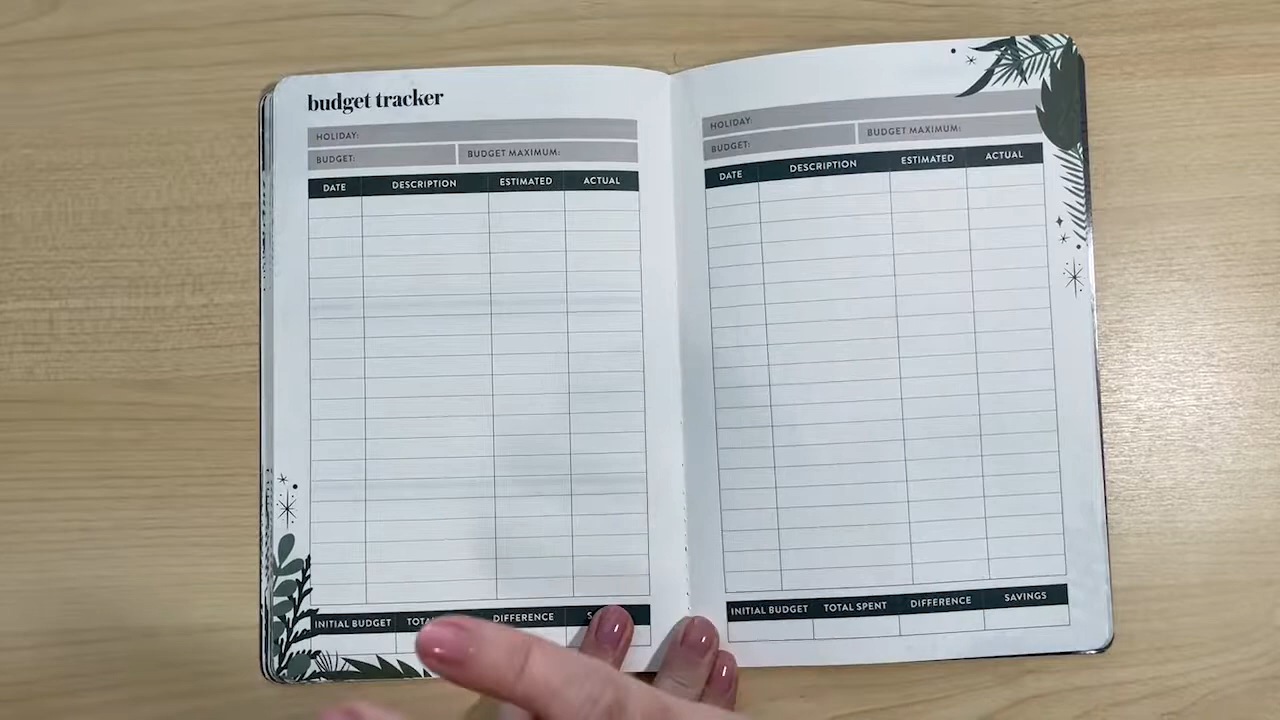 budget tracker
HOLIDAY:
BUDGET: BUDGET MAXIMUM:
DATE DESCRIPTION ESTIMATED ACTUAL
INITIAL BUDGET DIFFERENCE
HOLIDAY:
BUDGET: BUDGET MAXIMUM:
DATE DESCRIPTION ESTIMATED ACTUAL
INITIAL BUDGET TOTAL SPENT DIFFERENCE SAVINGS